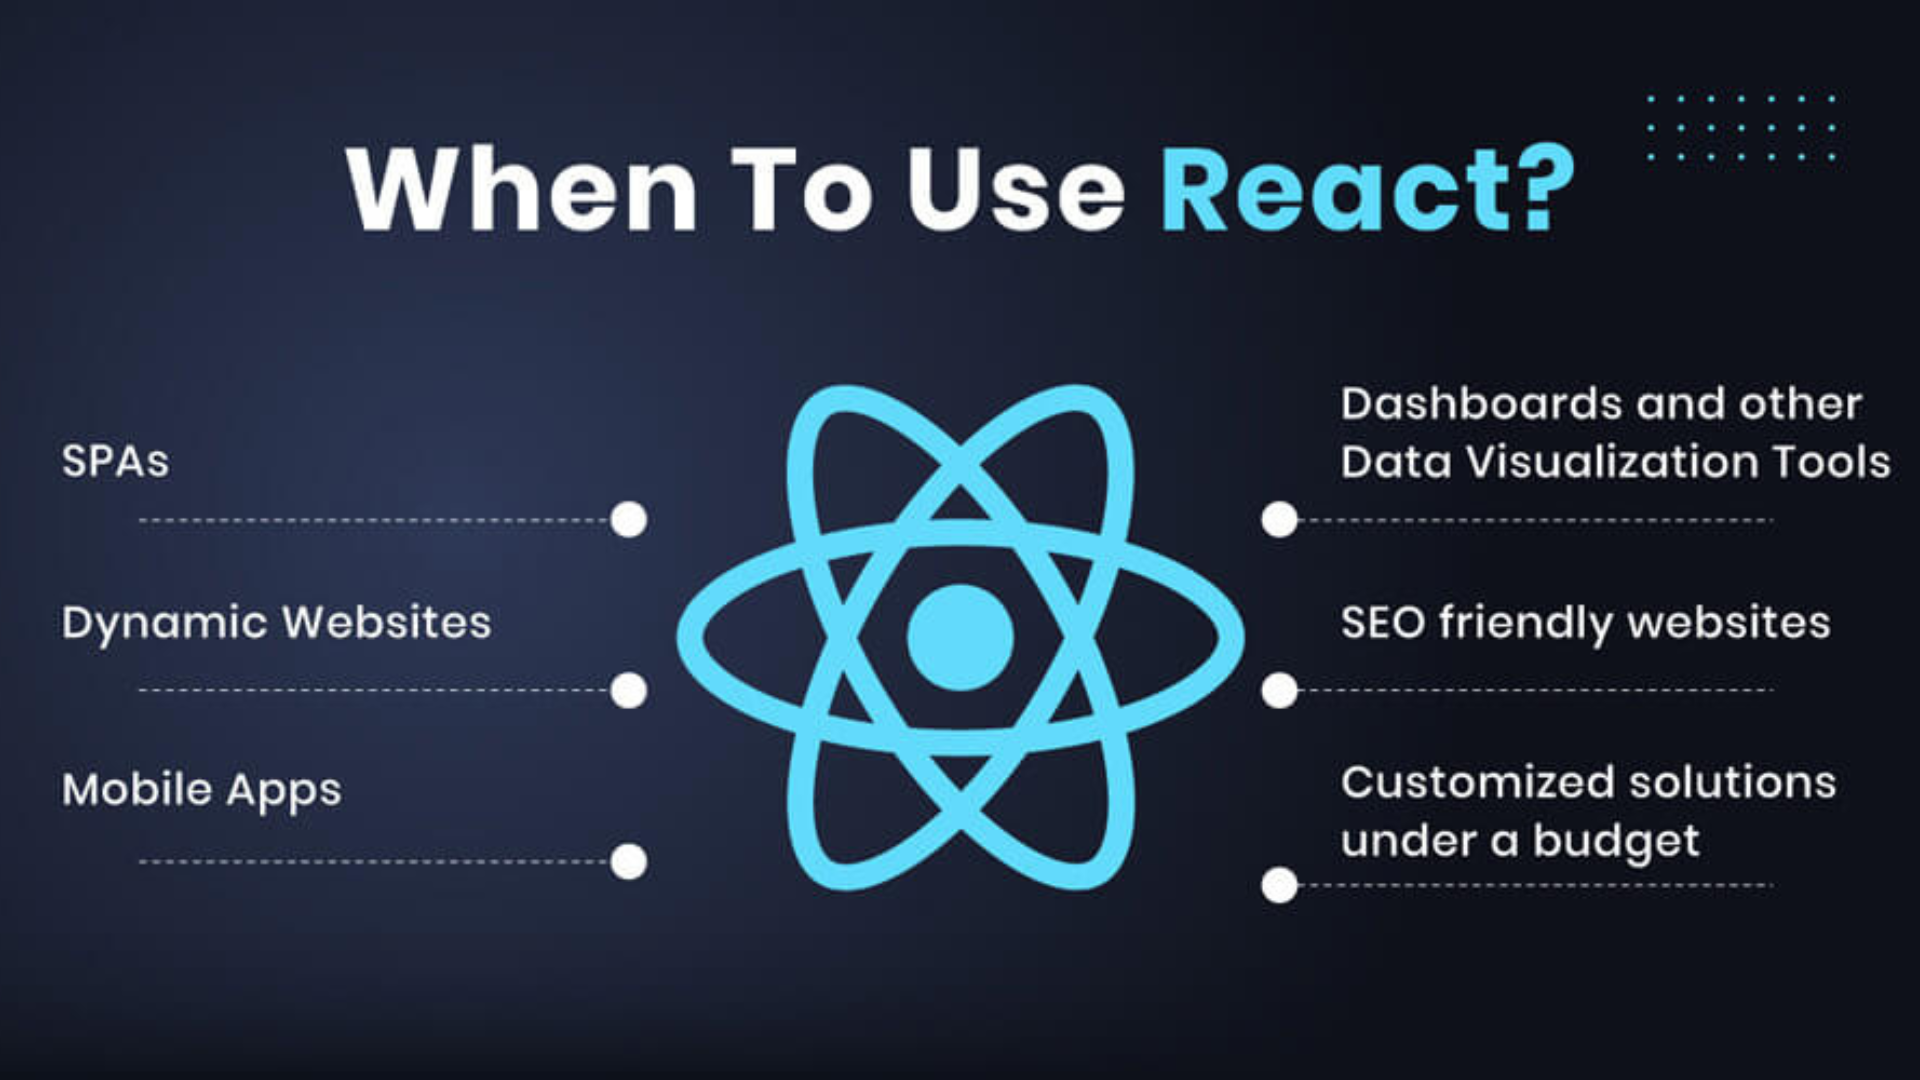 When To Use React?
SPAs
Dynamic Websites
Mobile Apps
Dashboards and other
Data Visualization Tools
SEO friendly websites
Customized solutions
under a budget